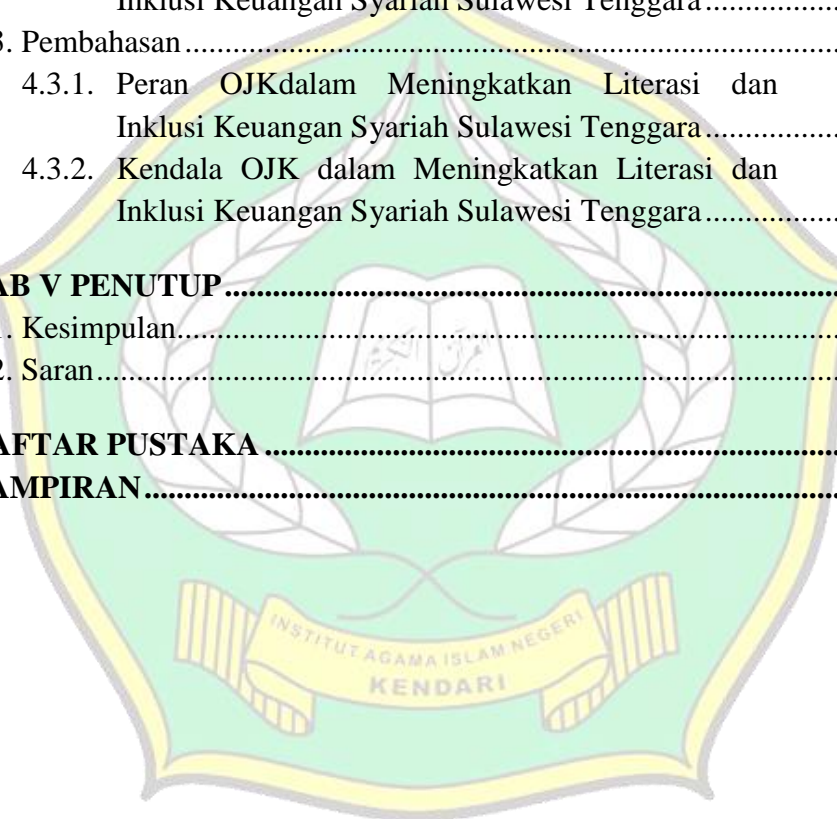 Inklusi Keuangan Syariah Sulawesi Tenggara.............
3. Pembahasan.............
4.3.1. Peran OJKdalam Meningkatkan Literasi dan
Inklusi Keuangan Syariah Sulawesi Tenggara.............
4.3.2. Kendala OJK dalam Meningkatkan Literasi dan
Inklusi Keuangan Syariah Sulawesi Tenggara.............
AB V PENUTUP.............
. Kesimpulan.............
2. Saran.............
AFTAR PUSTAKA .............
AMPIRAN.............
INSTITUT AGAMA ISLAM NEGERI
KENDARI